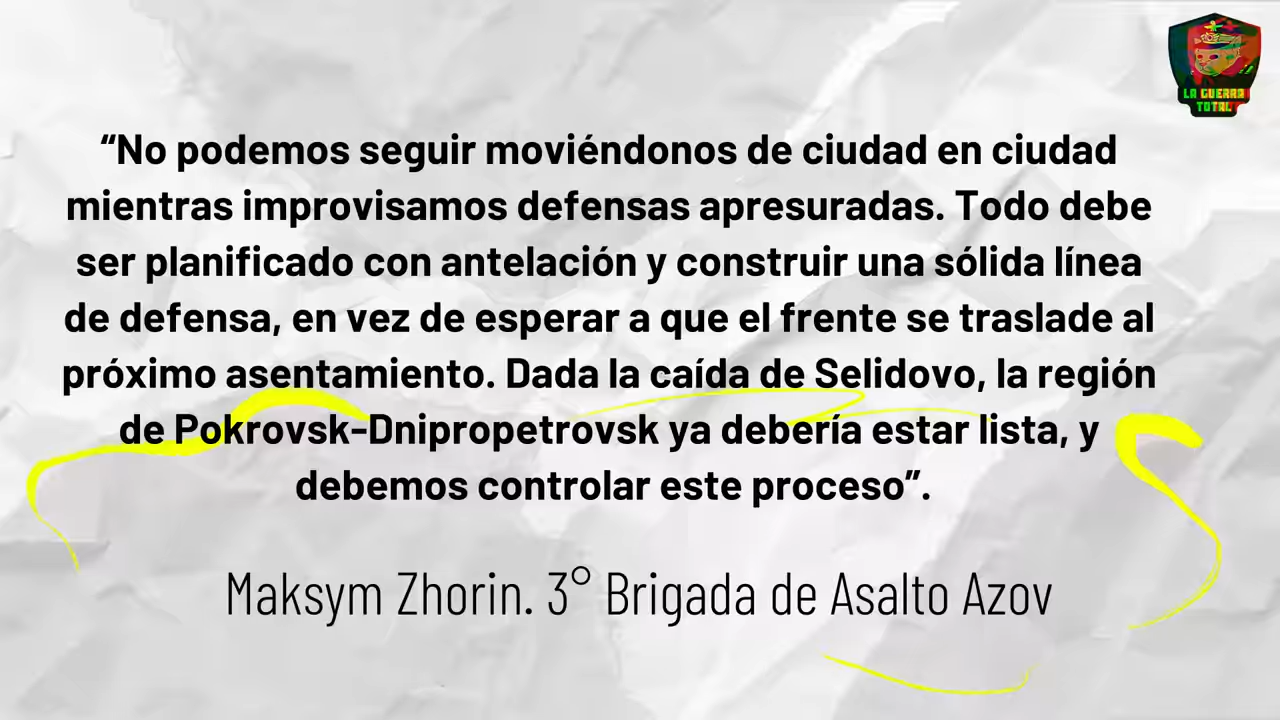 LA GUERRA
TOTAL
“No podemos seguir moviéndonos de ciudad en ciudad
mientras improvisamos defensas apresuradas. Todo debe
ser planificado con antelación y construir una sólida línea
de defensa, en vez de esperar a que el frente se traslade al
próximo asentamiento. Dada la caída de Selidovo, la región
de Pokrovsk-Dnipropetrovsk ya debería estar lista, y
debemos controlar este proceso”.
Maksym Zhorin. 3° Brigada de Asalto Azov